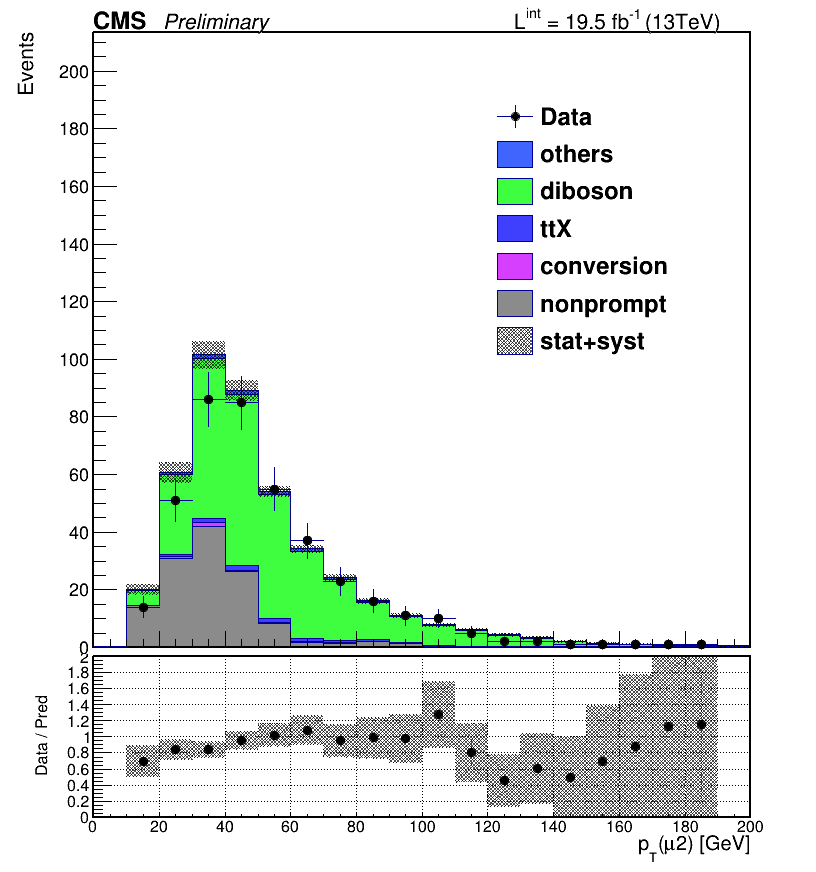 CMS Preliminary L^int = 19.5 fb^-1 (13TeV)
Events
200
180
160
140
120
100
80
60
40
20
0
Data
others
diboson
ttX
conversion
nonprompt
stat+syst
Data / Pred
2
1.8
1.6
1.4
1.2
1
0.8
0.6
0.4
0.2
0
0 20 40 60 80 100 120 140 160 180 200
p_T(μ2) [GeV]